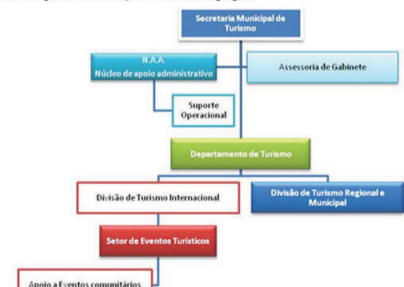 Secretaria Municipal de
Turismo
N.A.A.
Núcleo de apoio administrativo
Assessoria de Gabinete
Suporte
Operacional
Departamento de Turismo
Divisão de Turismo Internacional
Divisão de Turismo Regional e
Municipal
Setor de Eventos Turísticos
Apoio a Eventos comunitários